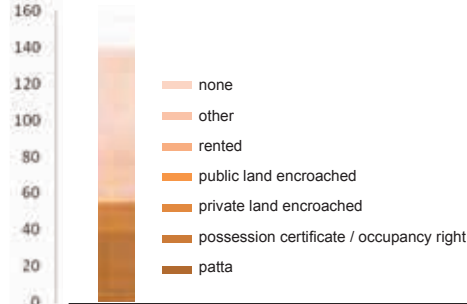 160
140
120
100
80
60
40
20
0
none
other
rented
public land encroached
private land encroached
possession certificate / occupancy right
patta